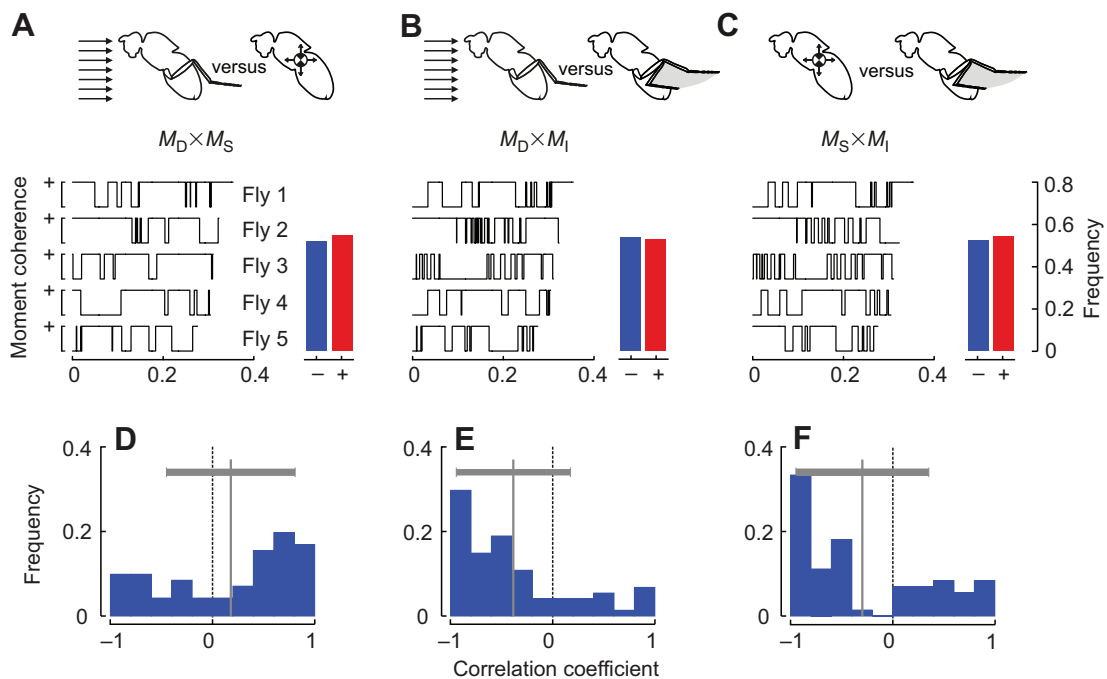 A
versus
B
versus
C
versus
M_D×M_S
M_D×M_I
M_S×M_I
Moment coherence
+
+
+
+
+
Fly 1
Fly 2
Fly 3
Fly 4
Fly 5
0
0.2
0.4
– +
0
0.2
0.4
– +
0
0.2
0.4
– +
0.8
0.6
0.4
0.2
0
Frequency
D
0.4
0.2
0
Frequency
–1
0
1
E
0.4
0.2
0
–1
0
1
F
0.4
0.2
0
–1
0
1
Correlation coefficient